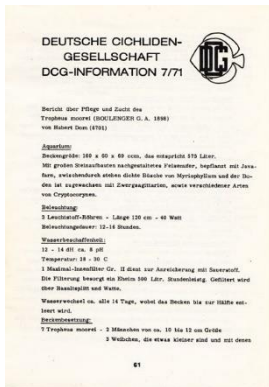 DEUTSCHE CICHLIDEN-
GESELLSCHAFT
DCG-INFORMATION 7/71
DCG
Bericht über Pflege und Zucht des
Tropheus moorei (BOULENGER G. A. 1898)
von Hubert Dom (5701)
Aquarium:
Beckengröße: 160 x 60 x 60 ccm, das entspricht 575 Liter.
Mit großen Steinaufbauten nachgestaltetes Felsenufer, bepflanzt mit Java-
farn, zwischendurch stehen dichte Büsche von Myriophyllum und der Bo-
den ist zugewachsen mit Zwergsagittarien, sowie verschiedener Arten
von Cryptocorynen.
Beleuchtung:
3 Leuchtstoff-Röhren - Länge 120 cm - 40 Watt
Beleuchtungsdauer: 12-16 Stunden.
Wasserbeschaffenheit:
12 - 14 dH. ca. 8 pH
Temperatur: 28 - 30 C
1 Maximal-Innenfilter Gr. II dient zur Anreicherung mit Sauerstoff.
Die Filterung besorgt ein Eheim 500 Ltr. Stundenleistg. Gefiltert wird
über Basaltsplitt und Watte.
Wasserwechsel ca. alle 14 Tage, wobei das Becken bis zur Hälfte ent-
leert wird.
Beckenbesetzung:
7 Tropheus moorei - 2 Männchen von ca. 10 bis 12 cm Größe
5 Weibchen, die etwas kleiner sind und mit denen
61